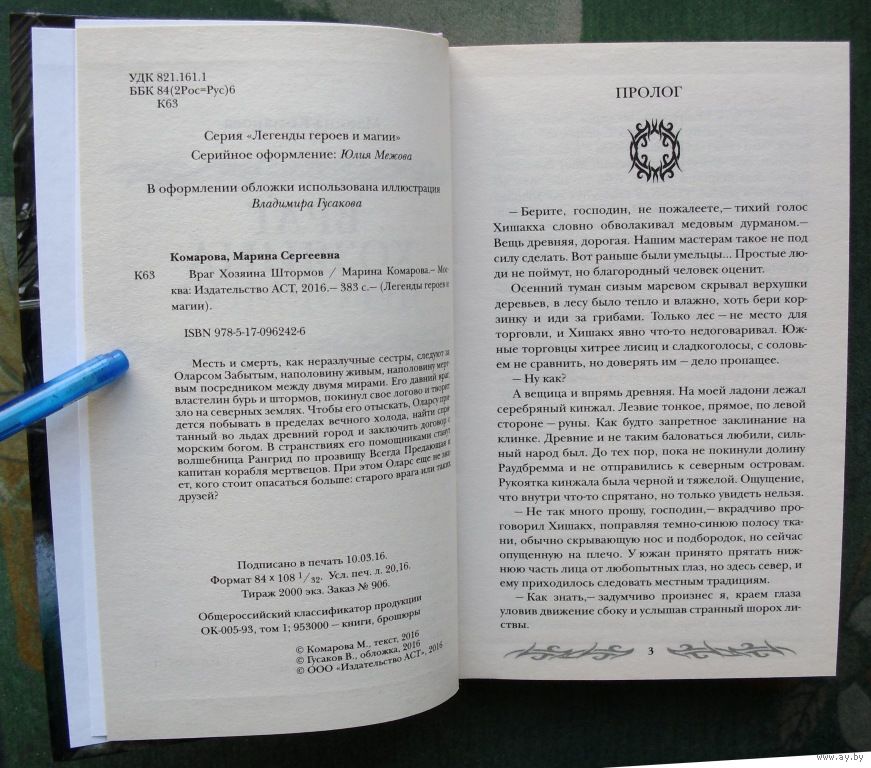 УДК 821.161.1
ББК 84(2Рос=Рус)6
К63
Серия «Легенды героев и магии»
Серийное оформление: Юлия Межова
В оформлении обложки использована иллюстрация
Владимира Гусакова
Комарова, Марина Сергеевна
К63 Враг Хозяина Штормов / Марина Комарова.– Мос-
ква: Издательство АСТ, 2016.– 383 с.– (Легенды героев и
магии).
ISBN 978-5-17-096242-6
Месть и смерть, как неразлучные сестры, следуют за
Оларсом Забытым, наполовину живым, наполовину мерт-
вым посредником между двумя мирами. Его давний враг,
властелин бурь и штормов, покинул свое логово и творит
зло на северных землях. Чтобы его отыскать, Оларсу при-
дется побывать в пределах вечного холода, найти спря-
танный во льдах древний город и заключить договор с
морским богом. В странствиях его помощниками станут
волшебница Рангрид по прозвищу Всегда Предающая и
капитан корабля мертвецов. При этом Оларс еще не зна-
ет, кого стоит опасаться больше: старого врага или таких
друзей?
Подписано в печать 10.03.16.
Формат 84 × 108 1/32. Усл. печ. л. 20,16.
Тираж 2000 экз. Заказ № 906.
Общероссийский классификатор продукции
ОК-005-93, том 1; 953000 – книги, брошюры
© Комарова М., текст, 2016
© Гусаков В., обложка, 2016
© ООО «Издательство АСТ», 2016
ПРОЛОГ
— Берите, господин, не пожалеете,— тихий голос
Хишакха словно обволакивал медовым дурманом.—
Вещь древняя, дорогая. Нашим мастерам такое не под
силу сделать. Вот раньше были умельцы... Простые лю-
ди не поймут, но благородный человек оценит.
Осенний туман сизым маревом скрывал верхушки
деревьев, в лесу было тепло и влажно, хоть бери кор-
зинку и иди за грибами. Только лес — не место для
торговли, и Хишакх явно что-то недоговаривал. Юж-
ные торговцы хитрее лисиц и сладкоголосы, с соловь-
ем не сравнить, но доверять им — дело пропащее.
— Ну как?
А вещица и впрямь древняя. На моей ладони лежал
серебряный кинжал. Лезвие тонкое, прямое, по левой
стороне — руны. Как будто запретное заклинание на
клинке. Древние и не таким баловаться любили, силь-
ный народ был. До тех пор, пока не покинули долину
Раудбремма и не отправились к северным островам.
Рукоятка кинжала была черной и тяжелой. Ощущение,
что внутри что-то спрятано, но только увидеть нельзя.
— Не так много прошу, господин,— вкрадчиво про-
говорил Хишакх, поправляя темно-синюю полосу тка-
ни, обычно скрывающую нос и подбородок, но сейчас
опущенную на плечо. У южан принято прятать ниж-
нюю часть лица от любопытных глаз, но здесь север, и
ему приходилось следовать местным традициям.
— Как знать,— задумчиво произнес я, краем глаза
уловив движение сбоку и услышав странный шорох ли-
ствы.
3
www.ay.by